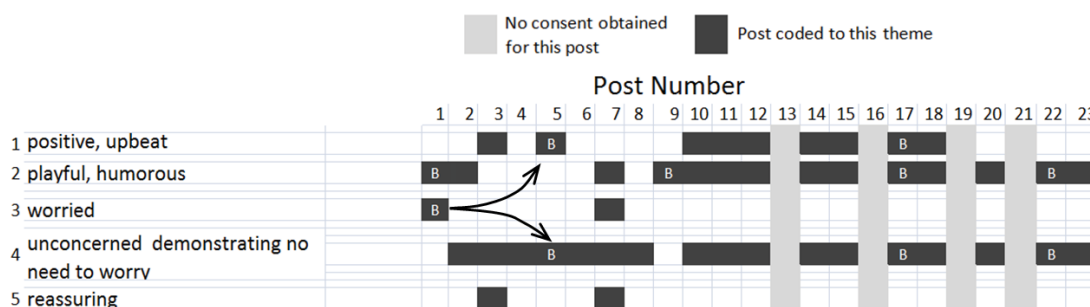 No consent obtained
for this post
Post coded to this theme
Post Number
1 2 3 4 5 6 7 8 9 10 11 12 13 14 15 16 17 18 19 20 21 22 23
1 positive, upbeat B B
2 playful, humorous B B B B
3 worried B
unconcerned demonstrating no
4 B B B
need to worry
5 reassuring